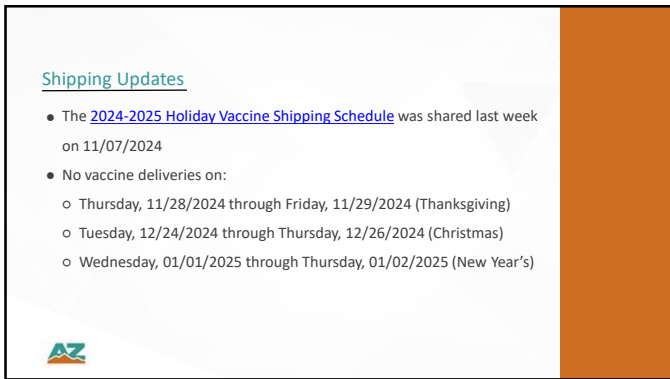 Shipping Updates
● The 2024-2025 Holiday Vaccine Shipping Schedule was shared last week
on 11/07/2024
● No vaccine deliveries on:
○ Thursday, 11/28/2024 through Friday, 11/29/2024 (Thanksgiving)
○ Tuesday, 12/24/2024 through Thursday, 12/26/2024 (Christmas)
○ Wednesday, 01/01/2025 through Thursday, 01/02/2025 (New Year’s)
AZ